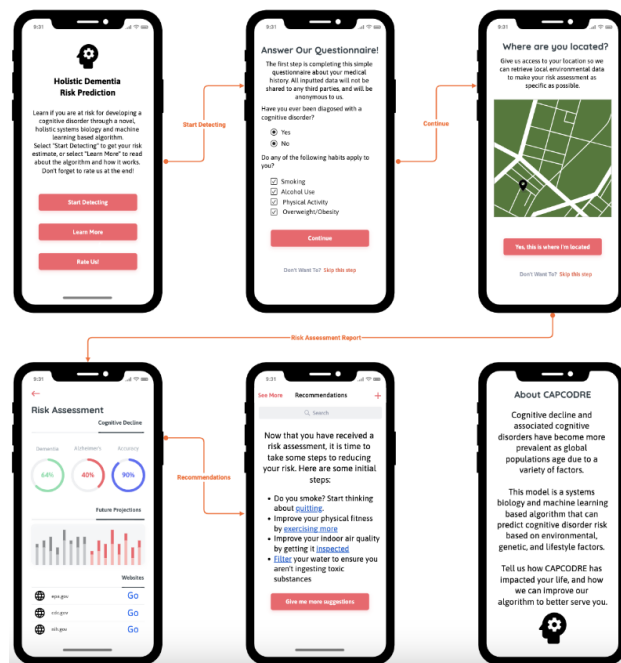 9:31
Holistic Dementia
Risk Prediction
Learn if you are at risk for developing a
cognitive disorder through a novel,
holistic systems biology and machine
learning based algorithm.
Select "Start Detecting" to get your risk
estimate, or select "Learn More" to read
about the algorithm and how it works.
Don't forget to rate us at the end!
Start Detecting
Learn More
Rate Us!
Start Detecting
9:31
Answer Our Questionnaire!
The first step is completing this simple
questionnaire about your medical
history. All inputted data will not be
shared to any third parties, and will be
anonymous to us.
Have you ever been diagosed with a
cognitive disorder?
Yes
No
Do any of the following habits apply to
you?
Smoking
Alcohol Use
Physical Activity
Overweight/Obesity
Continue
Don't Want To? Skip this step
Continue
9:31
Where are you located?
Give us access to your location so we
can retrieve local environmental data
to make your risk assessment as
specific as possible.
Yes, this is where I'm located
Don't Want To? Skip this step
Risk Assessment Report
9:31
Risk Assessment
Cognitive Decline
Dementia
Alzheimer's
Accuracy
64%
40%
90%
Future Projections
Websites
epa.gov
Go
cdc.gov
Go
nih.gov
Go
Recommendations
9:31
See More
Recommendations
+
Search
Now that you have received a
risk assessment, it is time to
take some steps to reducing
your risk. Here are some initial
steps:
• Do you smoke? Start thinking
about quitting.
• Improve your physical fitness
by exercising more
• Improve your indoor air quality
by getting it inspected
• Filter your water to ensure you
aren't ingesting toxic
substances
Give me more suggestions
9:31
About CAPCODRE
Cognitive decline and
associated cognitive
disorders have become more
prevalent as global
populations age due to a
variety of factors.
This model is a systems
biology and machine learning
based algorithm that can
predict cognitive disorder risk
based on environmental,
genetic, and lifestyle factors.
Tell us how CAPCODRE has
impacted your life, and how
we can improve our
algorithm to better serve you.